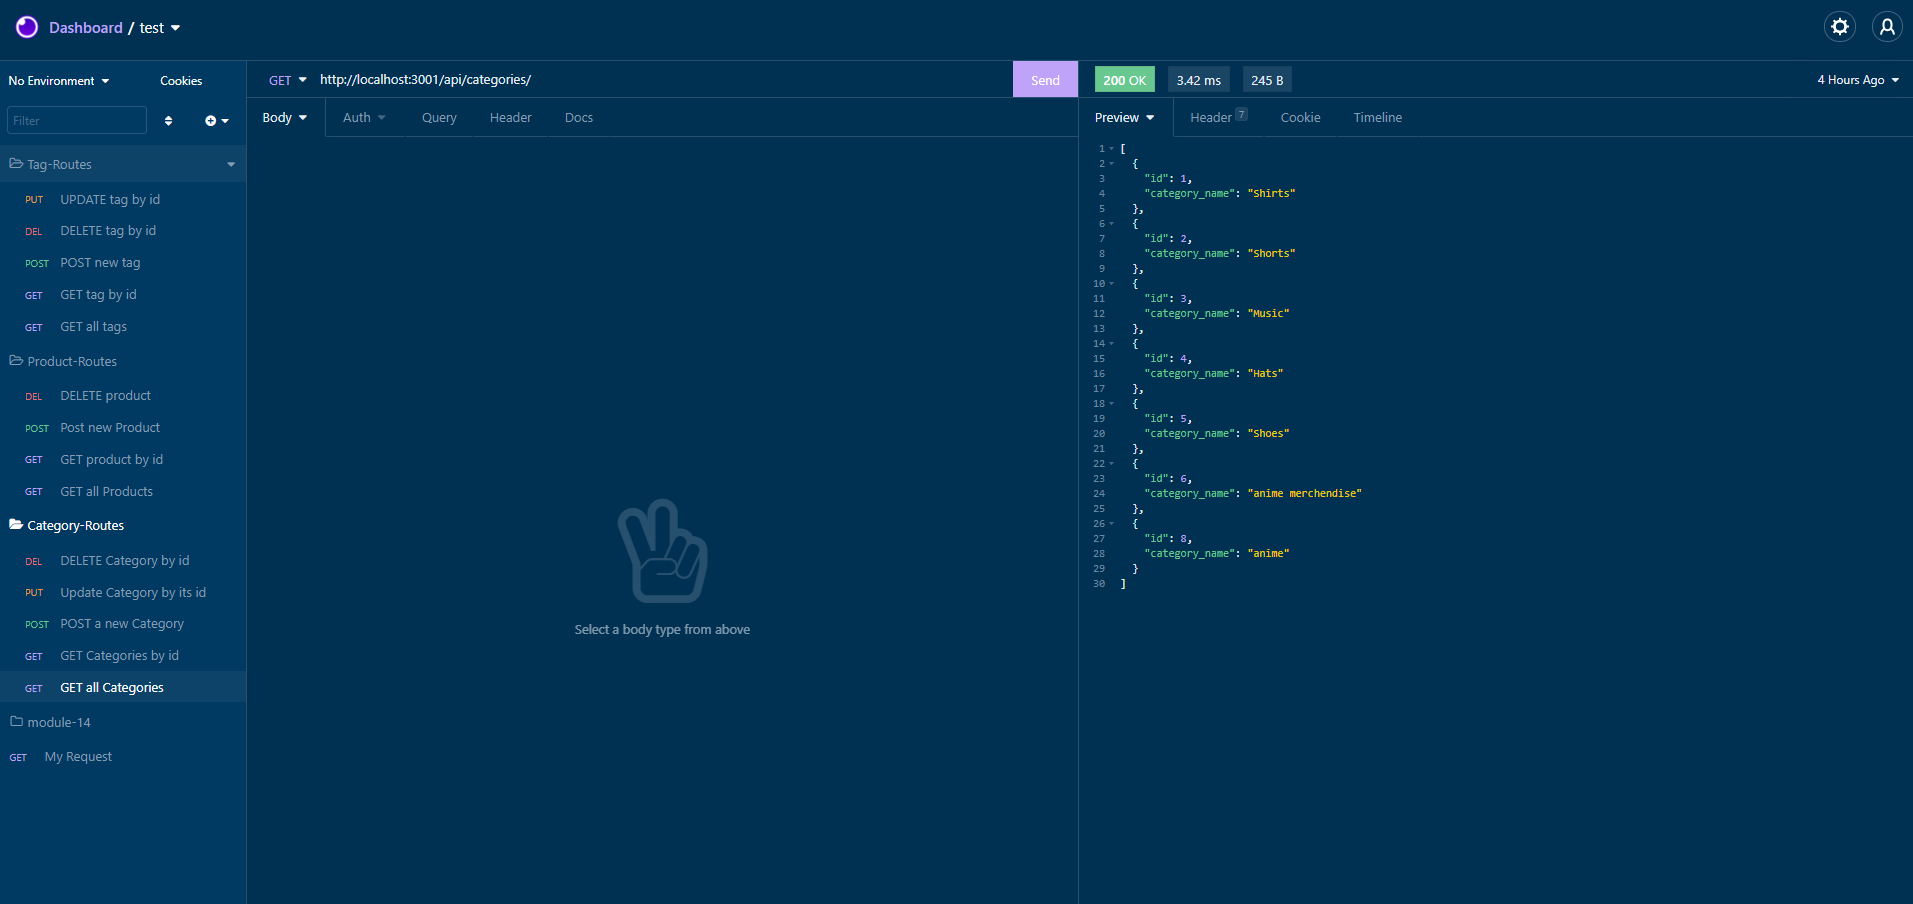 Dashboard / test
No Environment Cookies
Filter
Tag-Routes
PUT UPDATE tag by id
DEL DELETE tag by id
POST POST new tag
GET GET tag by id
GET GET all tags
Product-Routes
DEL DELETE product
POST Post new Product
GET GET product by id
GET GET all Products
Category-Routes
DEL DELETE Category by id
PUT Update Category by its id
POST POST a new Category
GET GET Categories by id
GET GET all Categories
module-14
GET My Request
GET http://localhost:3001/api/categories/ Send
Body Auth Query Header Docs
Select a body type from above
200 OK 3.42 ms 245 B 4 Hours Ago
Preview Header 7 Cookie Timeline
1 [
2 {
3 "id": 1,
4 "category_name": "Shirts"
5 },
6 {
7 "id": 2,
8 "category_name": "Shorts"
9 },
10 {
11 "id": 3,
12 "category_name": "Music"
13 },
14 {
15 "id": 4,
16 "category_name": "Hats"
17 },
18 {
19 "id": 5,
20 "category_name": "Shoes"
21 },
22 {
23 "id": 6,
24 "category_name": "anime merchendise"
25 },
26 {
27 "id": 8,
28 "category_name": "anime"
29 }
30 ]